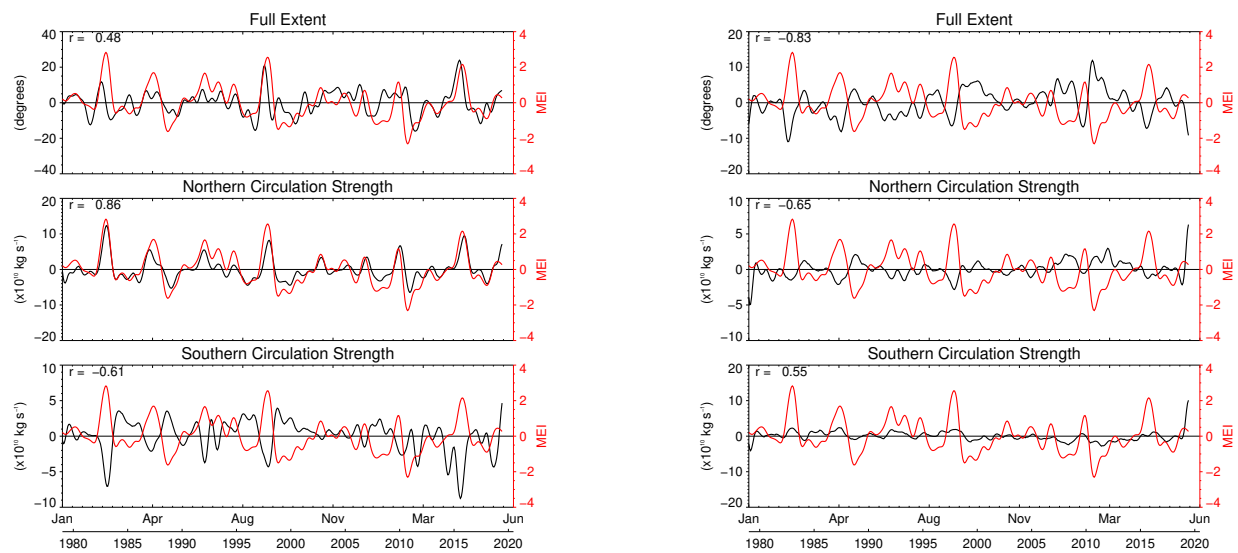 Full Extent
r = 0.48
40
20
0
−20
−40
(degrees)
4
2
0
−2
−4
MEI
Northern Circulation Strength
r = 0.86
20
10
0
−10
−20
(x10¹⁰ kg s⁻¹)
4
2
0
−2
−4
MEI
Southern Circulation Strength
r = −0.61
10
5
0
−5
−10
(x10¹⁰ kg s⁻¹)
4
2
0
−2
−4
MEI
Jan Apr Aug Nov Mar Jun
1980 1985 1990 1995 2000 2005 2010 2015 2020
Full Extent
r = −0.83
20
10
0
−10
−20
(degrees)
4
2
0
−2
−4
MEI
Northern Circulation Strength
r = −0.65
10
5
0
−5
−10
(x10¹⁰ kg s⁻¹)
4
2
0
−2
−4
MEI
Southern Circulation Strength
r = 0.55
20
10
0
−10
−20
(x10¹⁰ kg s⁻¹)
4
2
0
−2
−4
MEI
Jan Apr Aug Nov Mar Jun
1980 1985 1990 1995 2000 2005 2010 2015 2020